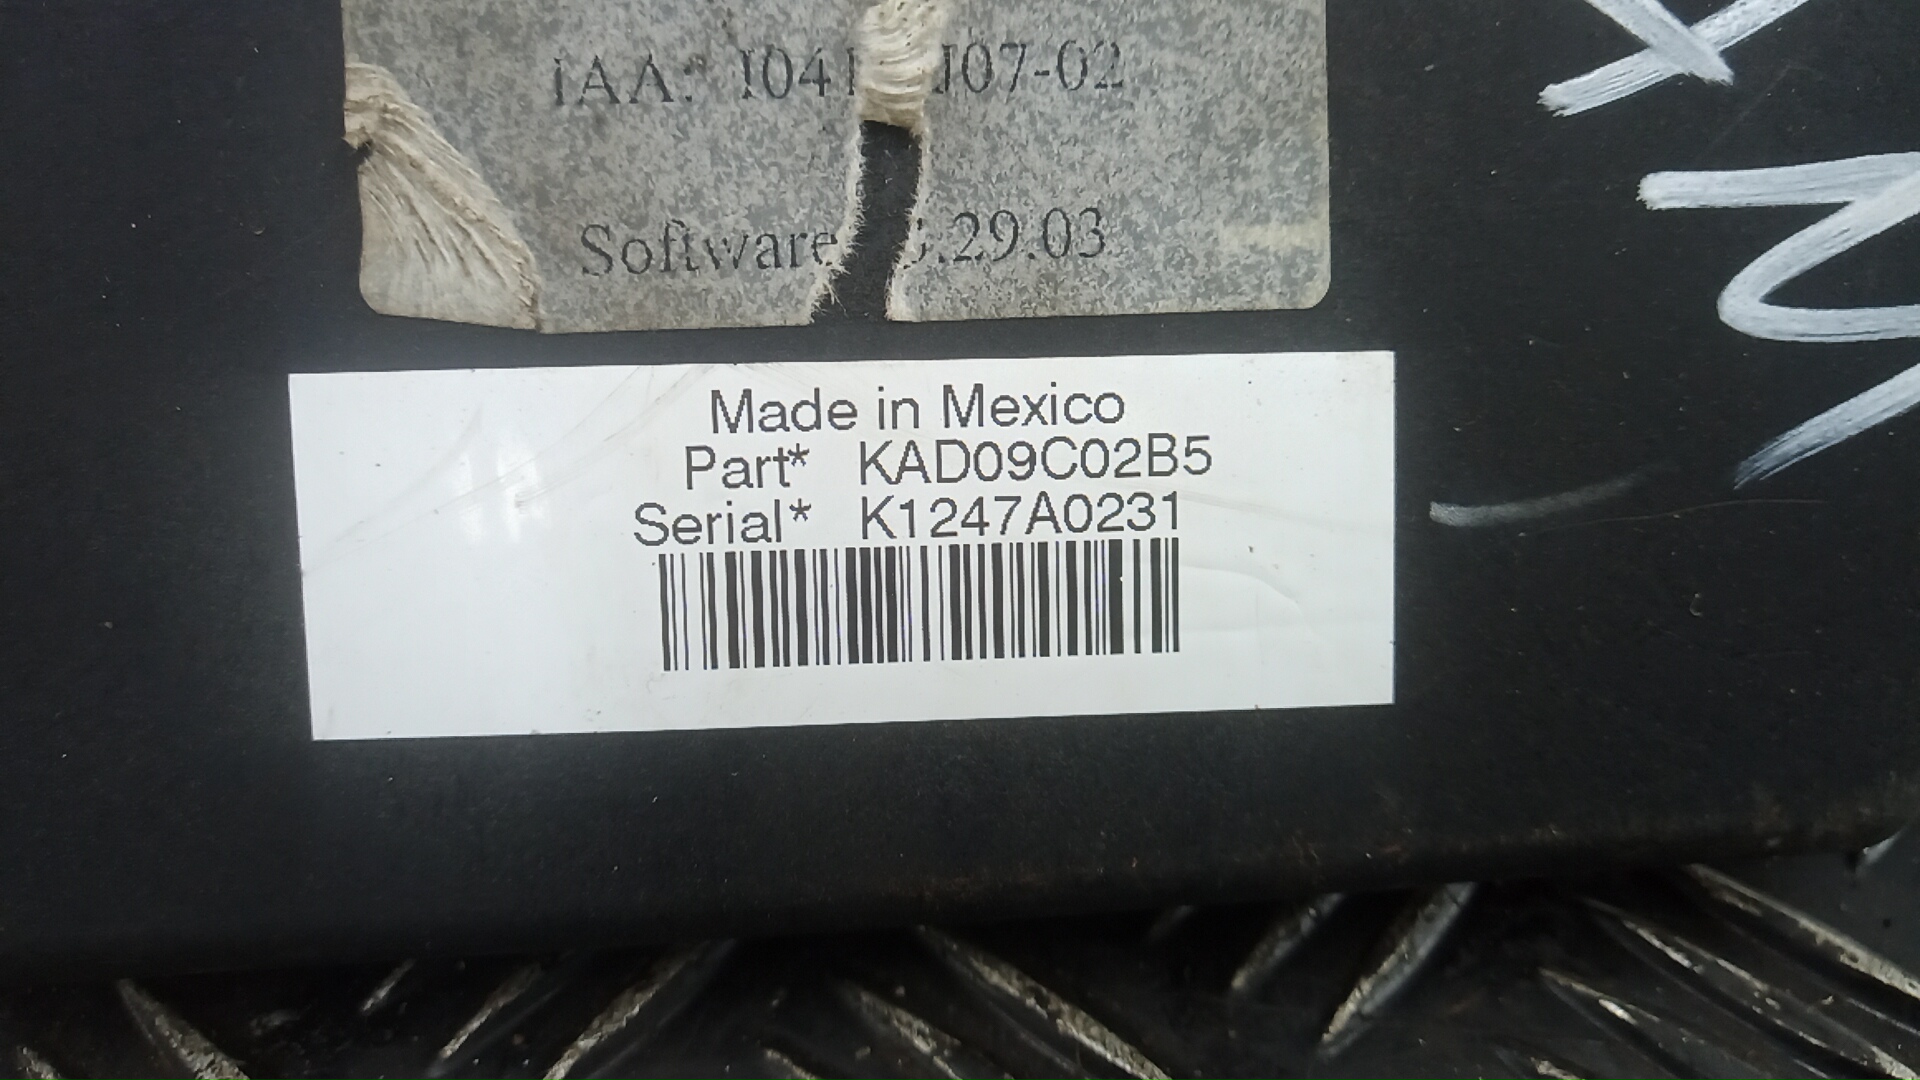 IAA: J07-02
Software .29.03
Made in Mexico
Part* KAD09C02B5
Serial* K1247A0231